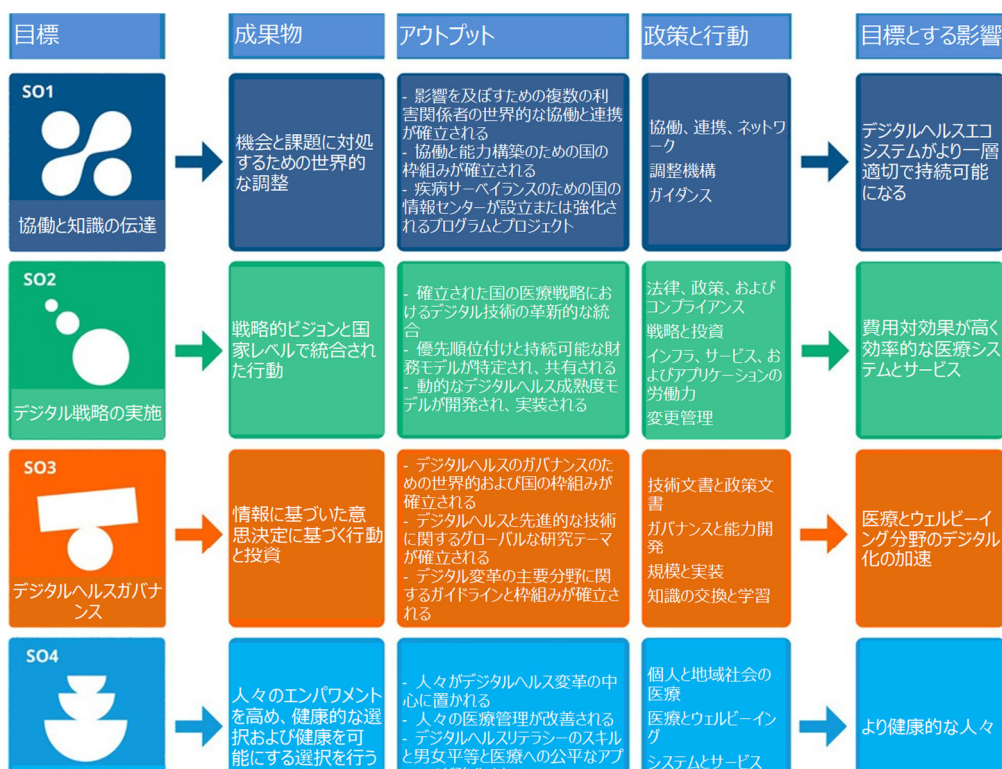 目標
成果物
アウトプット
政策と行動
目標とする影響
SO1
協働と知識の伝達
機会と課題に対処
するための世界的
な調整
- 影響を及ぼすための複数の利
害関係者の世界的な協働と連携
が確立される
- 協働と能力構築のための国の
枠組みが確立される
- 疾病サーベイランスのための国の
情報センターが設立または強化さ
れるプログラムとプロジェクト
協働、連携、ネットワ
ーク
調整機構
ガイダンス
デジタルヘルスエコ
システムがより一層
適切で持続可能
になる
SO2
デジタル戦略の実施
戦略的ビジョンと国
家レベルで統合され
た行動
- 確立された国の医療戦略にお
けるデジタル技術の革新的な統
合
- 優先順位付けと持続可能な財
務モデルが特定され、共有される
- 動的なデジタルヘルス成熟度モ
デルが開発され、実装される
法律、政策、および
コンプライアンス
戦略と投資
インフラ、サービス、お
よびアプリケーションの
労働力
変更管理
費用対効果が高く
効率的な医療シス
テムとサービス
SO3
デジタルヘルスガバナ
ンス
情報に基づいた意
思決定に基づく行動
と投資
- デジタルヘルスのガバナンスのた
めの世界的および国の枠組みが
確立される
- デジタルヘルスと先進的な技術
に関するグローバルな研究テーマ
が確立される
- デジタル変革の主要分野に関
するガイドラインと枠組みが確立さ
れる
技術文書と政策文
書
ガバナンスと能力開
発
規模と実装
知識の交換と学習
医療とウェルビーイ
ング分野のデジタル
化の加速
SO4
人々のエンパワメント
を高め、健康的な選
択および健康を可
能にする選択を行う
- 人々がデジタルヘルス変革の中
心に置かれる
- 人々の医療管理が改善される
- デジタルヘルスリテラシーのスキル
と男女平等と医療への公平なアプ
個人と地域社会の
医療
医療とウェルビーイン
グ
システムとサービス
より健康的な人々